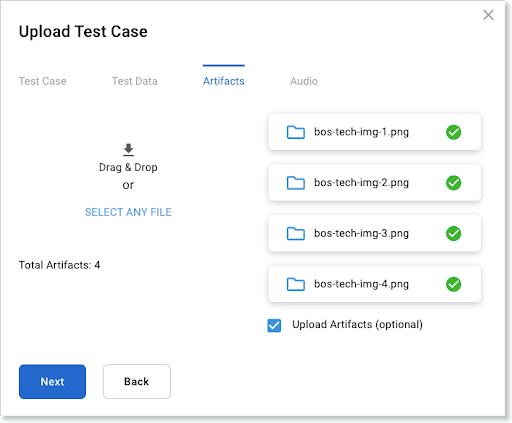 Upload Test Case
Test Case Test Data Artifacts Audio
Drag & Drop
or
SELECT ANY FILE
Total Artifacts: 4
bos-tech-img-1.png
bos-tech-img-2.png
bos-tech-img-3.png
bos-tech-img-4.png
Upload Artifacts (optional)
Next Back